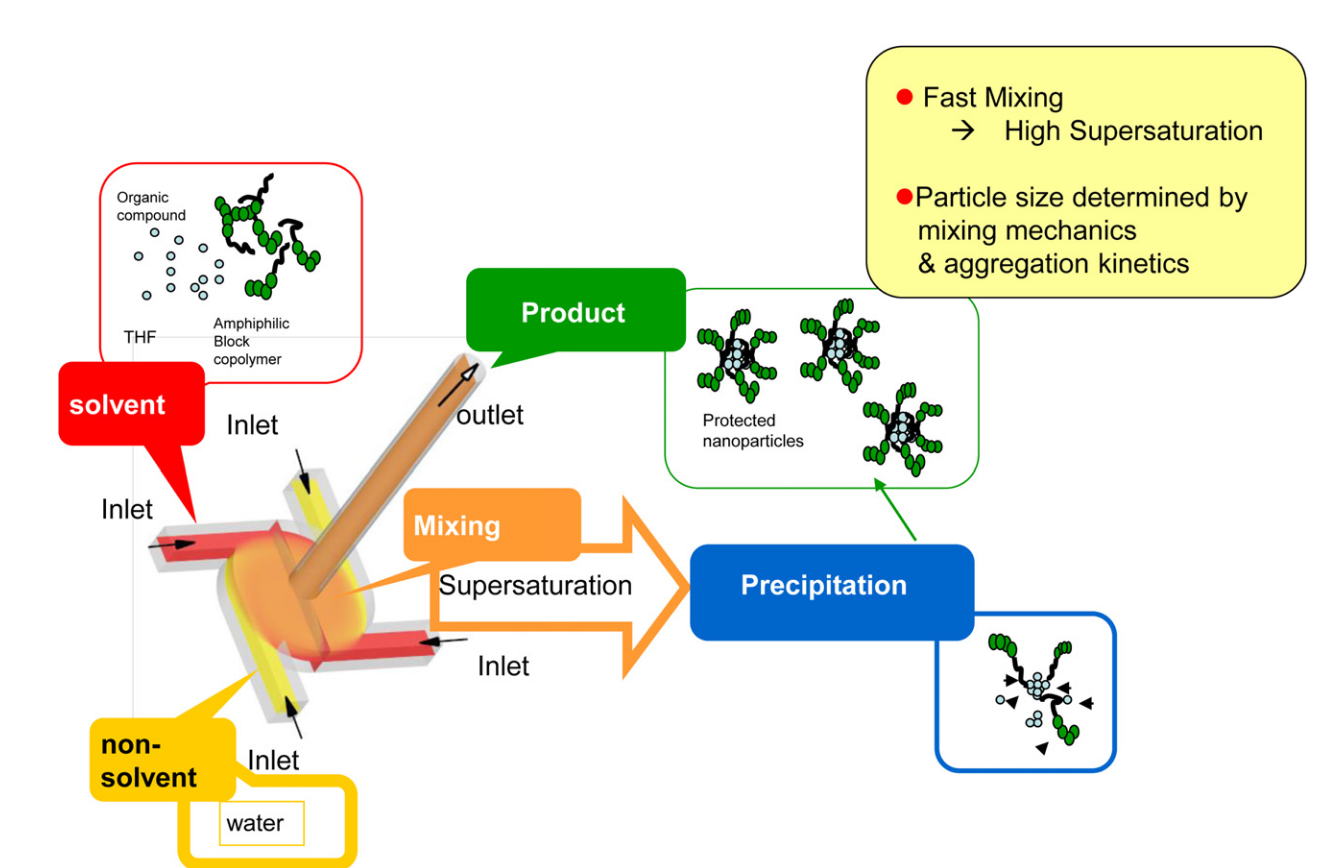 ● Fast Mixing
→ High Supersaturation
●Particle size determined by
mixing mechanics
& aggregation kinetics
Organic
compound
THF
Amphiphilic
Block
copolymer
solvent
Product
Protected
nanoparticles
Inlet
outlet
Inlet
Mixing
Supersaturation
Precipitation
Inlet
non-
solvent
Inlet
water